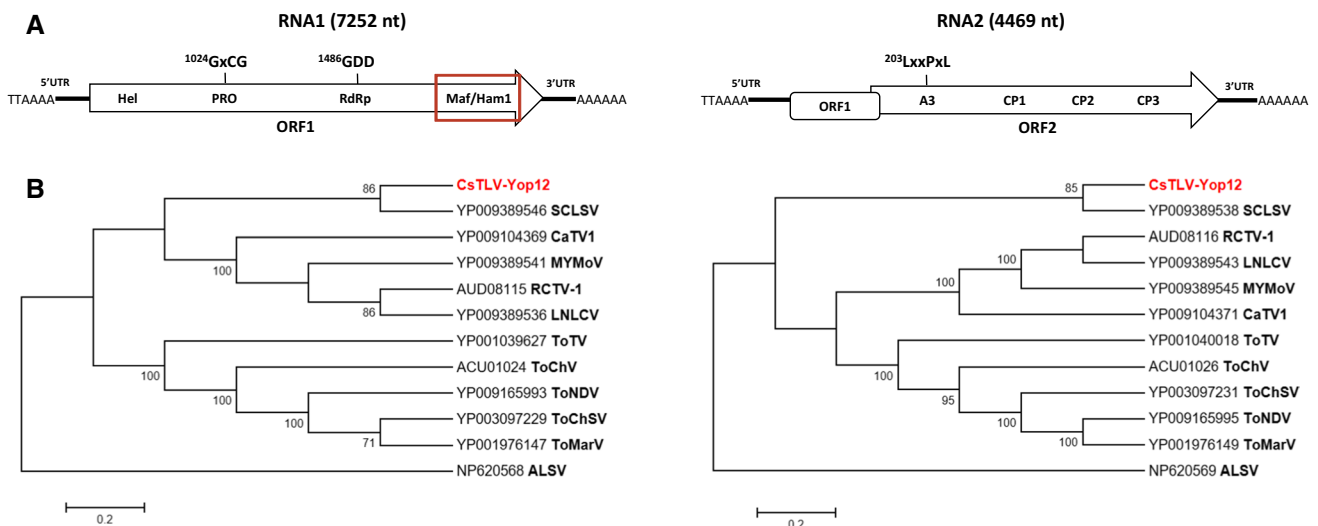 A
RNA1 (7252 nt)
1024GxCG
1486GDD
5'UTR
3'UTR
TTAAAA
Hel
PRO
RdRp
Maf/Ham1
AAAAAA
ORF1
RNA2 (4469 nt)
203LxxPxL
5'UTR
3'UTR
TTAAAA
ORF1
A3
CP1
CP2
CP3
AAAAAA
ORF2
B
86
CsTLV-Yop12
YP009389546 SCLSV
YP009104369 CaTV1
100
YP009389541 MYMoV
AUD08115 RCTV-1
86
YP009389536 LNLCV
YP001039627 ToTV
100
ACU01024 ToChV
100
YP009165993 ToNDV
100
YP003097229 ToChSV
71
YP001976147 ToMarV
NP620568 ALSV
0.2
85
CsTLV-Yop12
YP009389538 SCLSV
AUD08116 RCTV-1
100
YP009389543 LNLCV
100
YP009389545 MYMoV
YP009104371 CaTV1
YP001040018 ToTV
100
ACU01026 ToChV
95
YP003097231 ToChSV
YP009165995 ToNDV
100
YP001976149 ToMarV
NP620569 ALSV
0.2